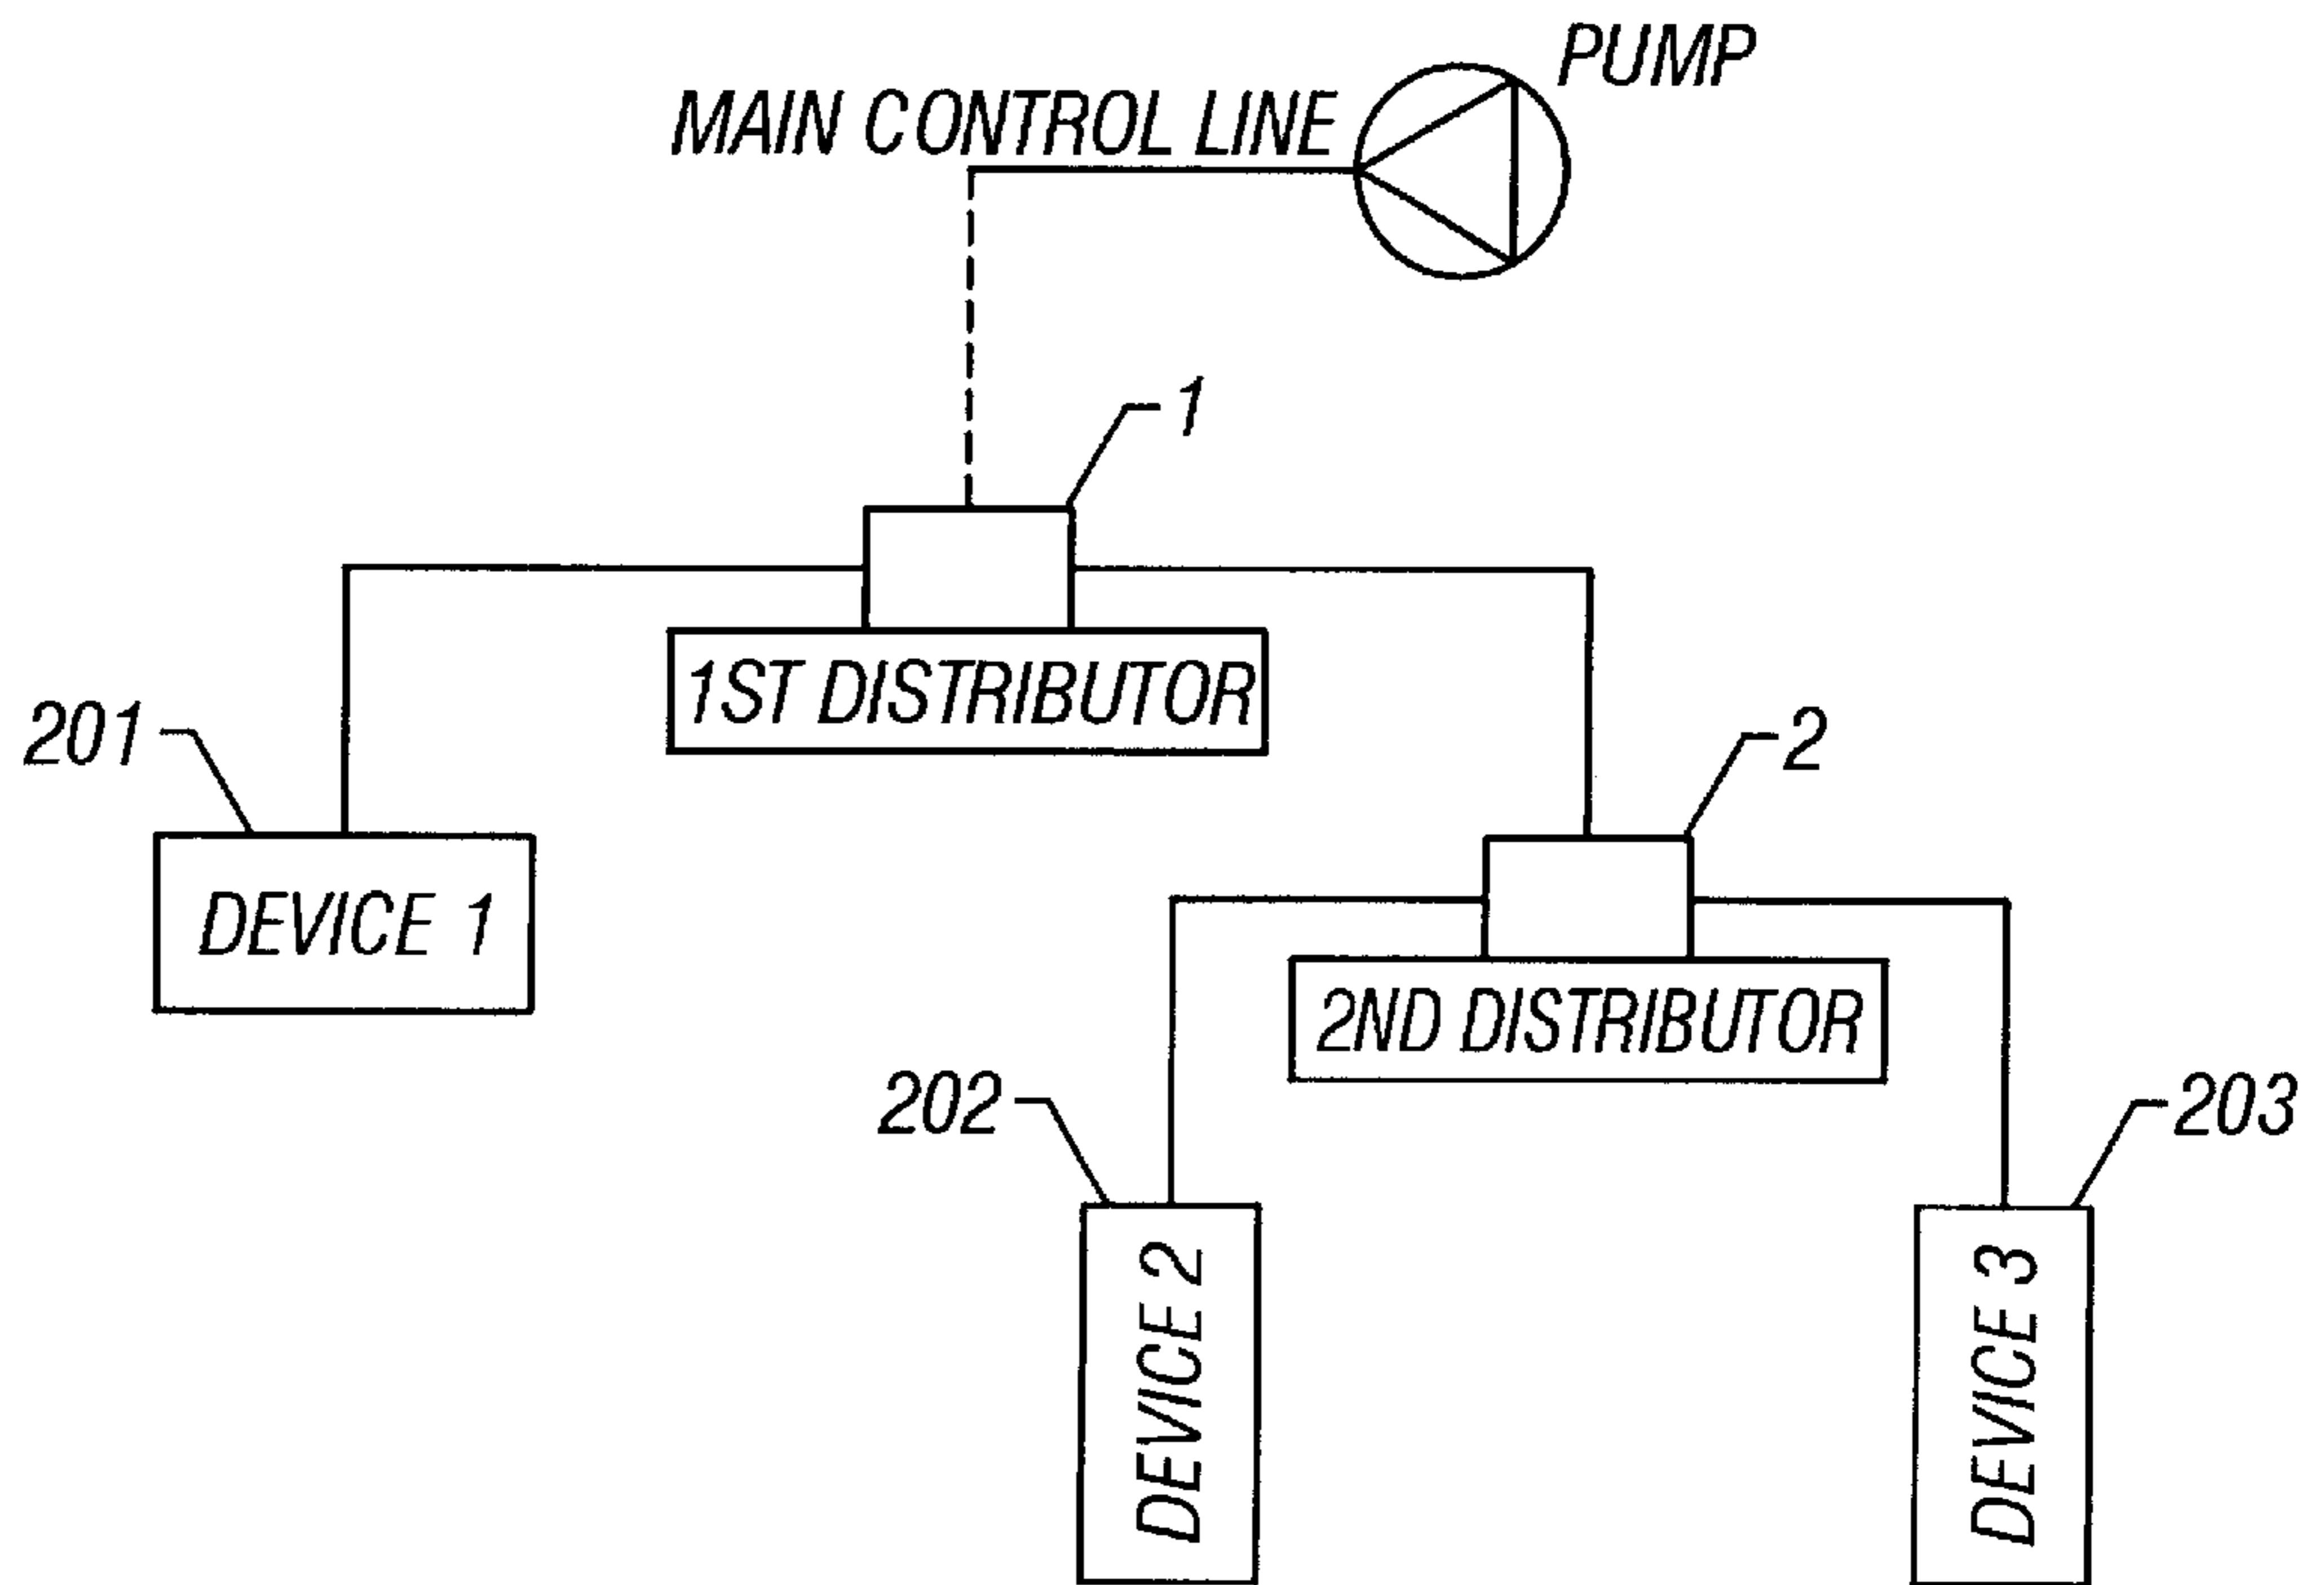 PUMP
MAIN CONTROL LINE
1
1ST DISTRIBUTOR
201
2
DEVICE 1
2ND DISTRIBUTOR
202
203
DEVICE 2
DEVICE 3